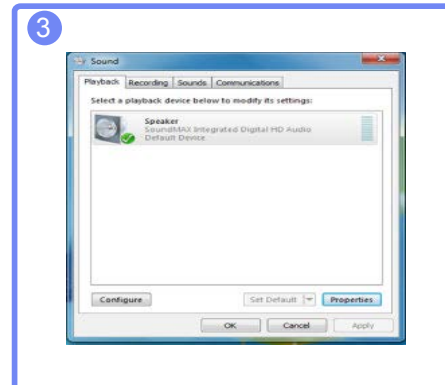 3
Sound
Playback Recording Sounds Communications
Select a playback device below to modify its settings:
Speaker
SoundMAX Integrated Digital HD Audio
Default Device
Configure Set Default Properties
OK Cancel Apply